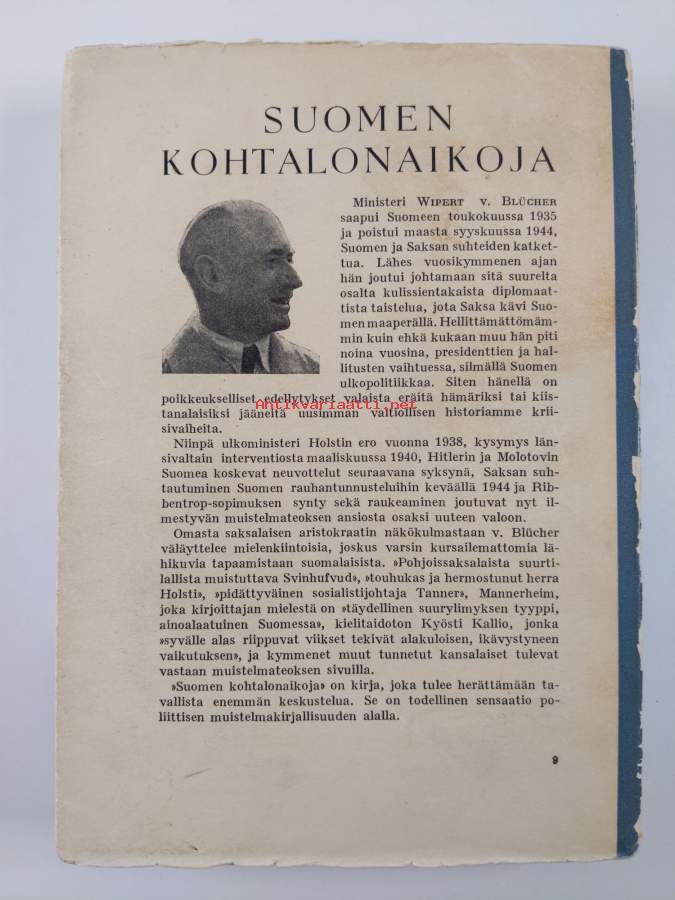 SUOMEN
KOHTALONAIKOJA
Ministeri WIPERT v. BLÜCHER
saapui Suomeen toukokuussa 1935
ja poistui maasta syyskuussa 1944,
Suomen ja Saksan suhteiden katket-
tua. Lähes vuosikymmenen ajan
hän joutui johtamaan sitä suurelta
osalta kulissientakaista diplomaat-
tista taistelua, jota Saksa kävi Suo-
men maaperällä. Hellittämättömäm-
min kuin ehkä kukaan muu hän piti
noina vuosina, presidenttien ja hal-
litusten vaihtuessa, silmällä Suomen
ulkopolitiikkaa. Siten hänellä on
poikkeukselliset edellytykset valaista eräitä hämäriksi tai kiis-
tanalaisiksi jääneitä uusimman valtiollisen historiamme krii-
sivaiheita.
Antikvariaatti.net
Niinpä ulkoministeri Holstin ero vuonna 1938, kysymys län-
sivaltain interventiosta maaliskuussa 1940, Hitlerin ja Molotovin
Suomea koskevat neuvottelut seuraavana syksynä, Saksan suh-
tautuminen Suomen rauhantunnusteluihin keväällä 1944 ja Rib-
bentrop-sopimuksen synty sekä raukeaminen joutuvat nyt il-
mestyvän muistelmateoksen ansiosta osaksi uuteen valoon.
Omasta saksalaisen aristokraatin näkökulmastaan v. Blücher
väläyttelee mielenkiintoisia, joskus varsin kursailemattomia lä-
hikuvia tapaamistaan suomalaisista. »Pohjoissaksalaista suurti-
lallista muistuttava Svinhufvud», »touhukas ja hermostunut herra
Holsti», »pidättyväinen sosialistijohtaja Tanner», Mannerheim,
joka kirjoittajan mielestä on »täydellinen suurylimyksen tyyppi,
ainoalaatuinen Suomessa», kielitaidoton Kyösti Kallio, jonka
»syvälle alas riippuvat viikset tekivät alakuloisen, ikävystyneen
vaikutuksen», ja kymmenet muut tunnetut kansalaiset tulevat
vastaan muistelmateoksen sivuilla.
»Suomen kohtalonaikoja» on kirja, joka tulee herättämään ta-
vallista enemmän keskustelua. Se on todellinen sensaatio po-
liittisen muistelmakirjallisuuden alalla.
9